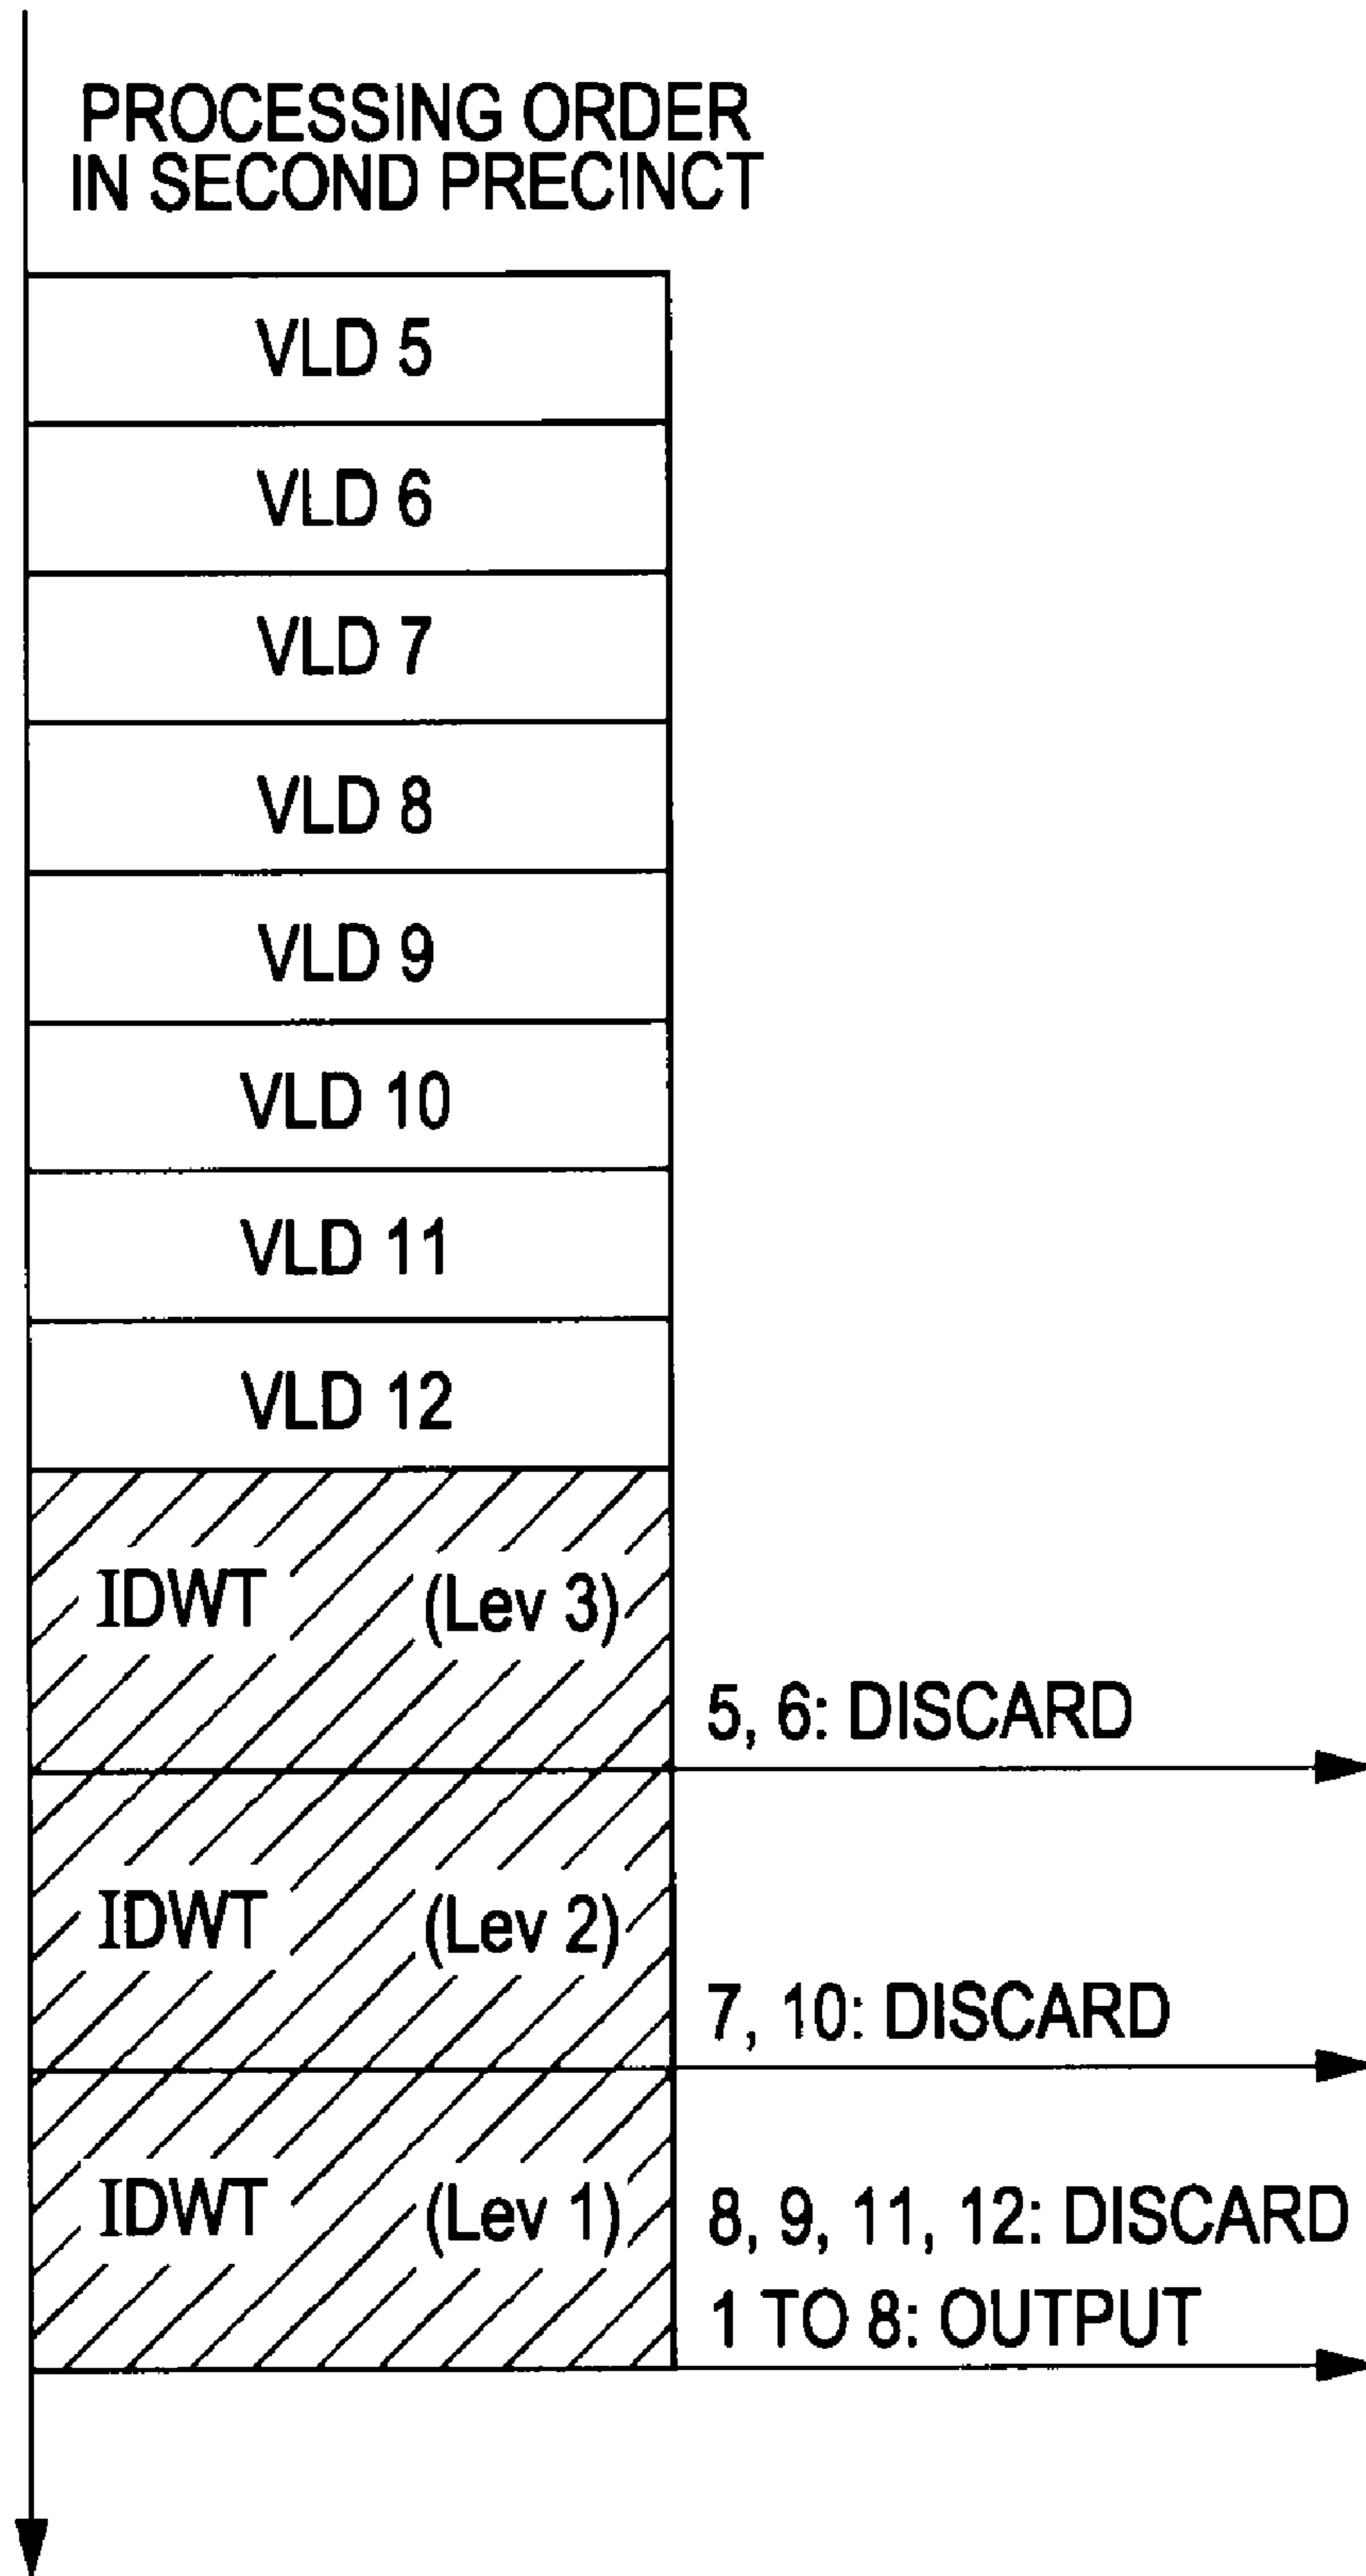 PROCESSING ORDER
IN SECOND PRECINCT
VLD 5
VLD 6
VLD 7
VLD 8
VLD 9
VLD 10
VLD 11
VLD 12
IDWT (Lev 3)
5, 6: DISCARD
IDWT (Lev 2)
7, 10: DISCARD
IDWT (Lev 1)
8, 9, 11, 12: DISCARD
1 TO 8: OUTPUT